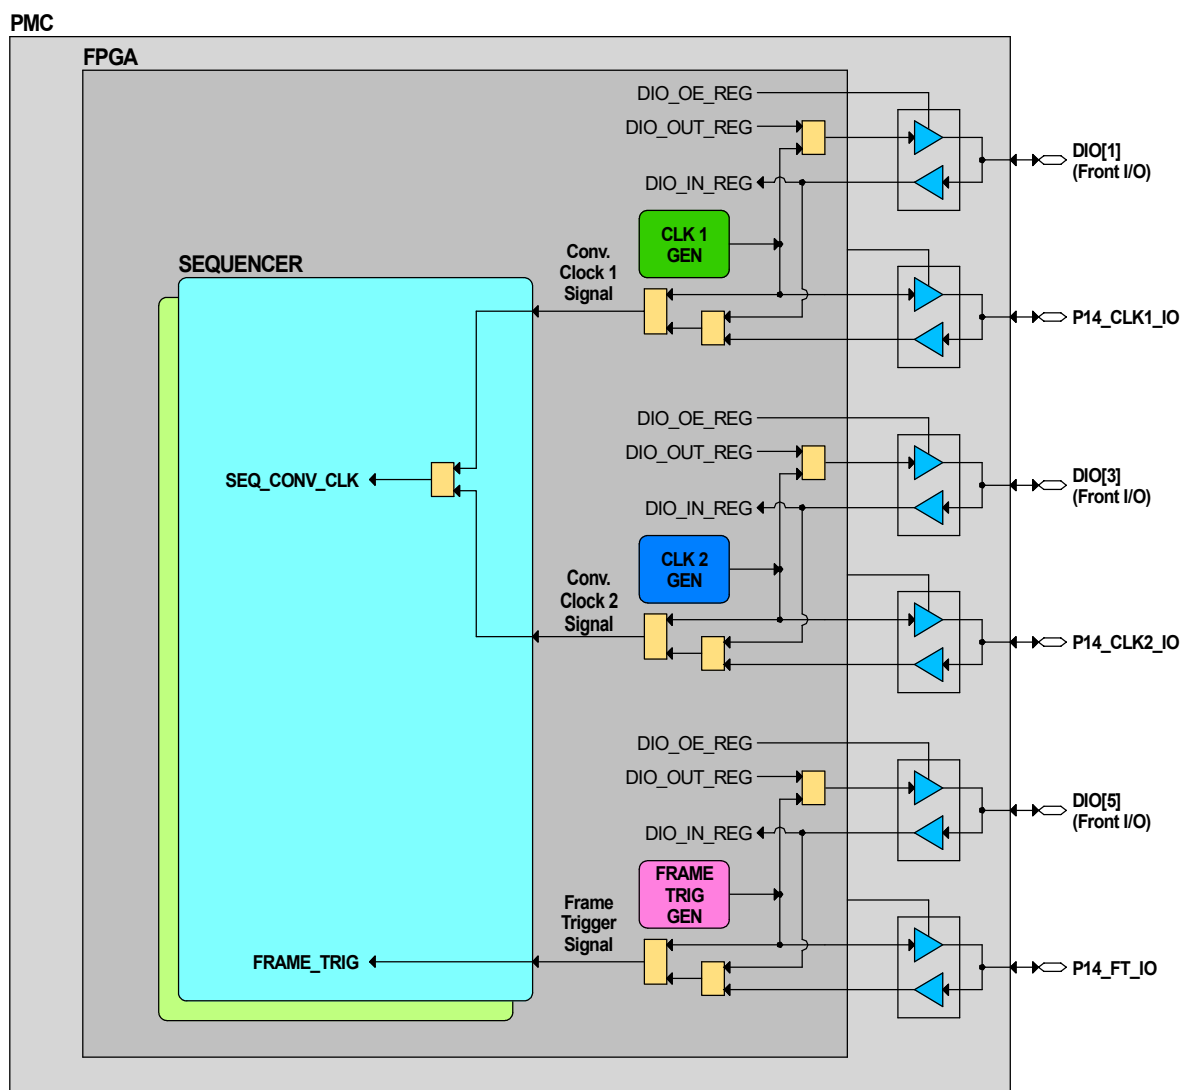 PMC
FPGA
DIO_OE_REG
DIO_OUT_REG
DIO[1]
(Front I/O)
DIO_IN_REG
CLK 1
GEN
SEQUENCER
Conv.
Clock 1
Signal
P14_CLK1_IO
DIO_OE_REG
DIO_OUT_REG
SEQ_CONV_CLK
DIO[3]
(Front I/O)
DIO_IN_REG
CLK 2
GEN
Conv.
Clock 2
Signal
P14_CLK2_IO
DIO_OE_REG
DIO_OUT_REG
DIO[5]
(Front I/O)
DIO_IN_REG
FRAME
TRIG
GEN
Frame
Trigger
Signal
FRAME_TRIG
P14_FT_IO